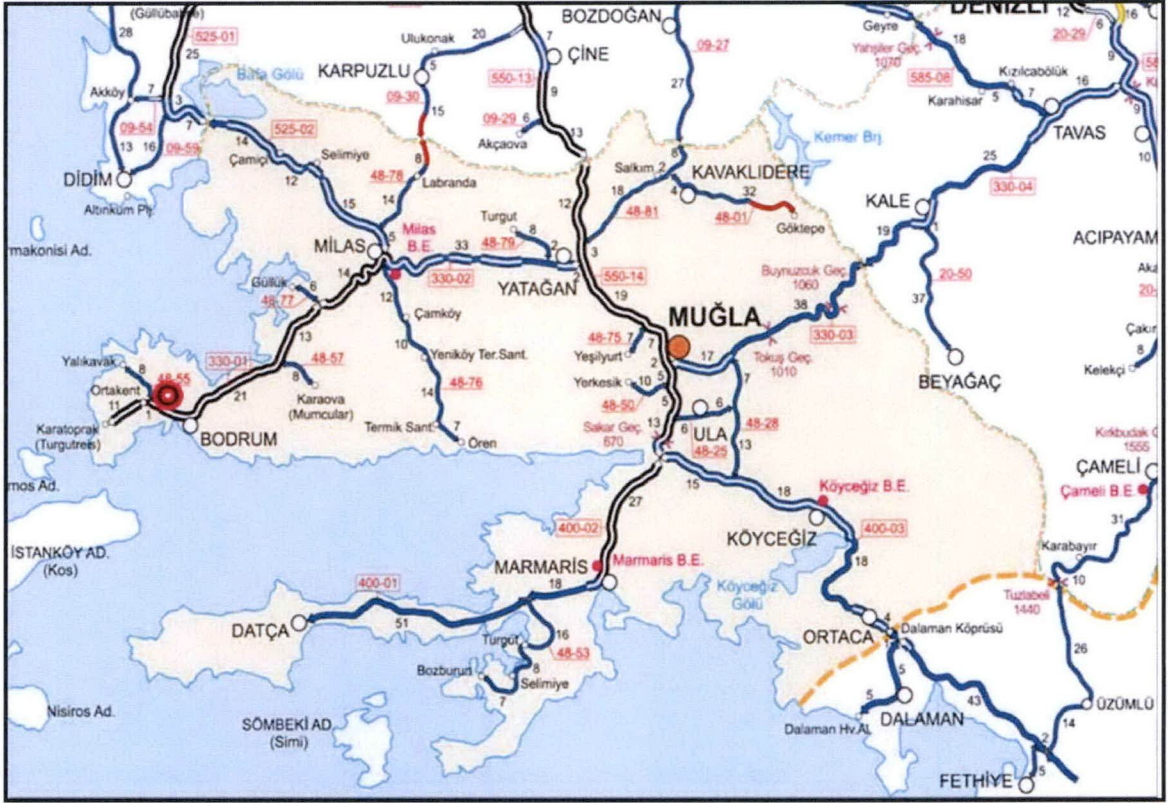 (Güllübahçe)
525-01
28
25
Ulukonak
20
5
KARPUZLU
550-13
7
ÇİNE
BOZDOĞAN
09-27
27
Geyre
Yahşiler Geç.
1070
18
585-08
DENİZLİ
12
6
16
20-29
9
Kızılcabölük
16
7
5
Karahisar
TAVAS
9
10
Akköy
7
3
Bafa Gölü
09-30
15
09-29
6
Akçaova
13
09-54
13
16
09-59
7
14
525-02
Çamiçi
Selimiye
12
DİDİM
Altınkum Plj.
8
48-78
Labranda
14
15
Kemer Brj.
8
Salkım
2
KAVAKLIDERE
4
32
18
48-81
48-01
Göktepe
25
330-04
KALE
19
1
makonisi Ad.
MİLAS
5
Milas
B.E.
Turgut
8
48-79
4
2
12
3
33
330-02
YATAĞAN
2
550-14
ACIPAYAM
Buynuzcuk Geç.
1060
20-50
37
Güllük
6
48-77
14
12
Çamköy
19
MUĞLA
38
330-03
13
10
Yeniköy Ter.Sant.
48-75
7
7
Yeşilyurt
2
17
Tokuş Geç.
1010
BEYAĞAÇ
Kelekçi
8
Yalıkavak
8
48-55
330-01
48-57
8
Karaova
(Mumcular)
14
48-76
Yerkesik
10
5
5
48-50
7
6
48-28
Ortakent
11
1
Karatoprak
(Turgutreis)
21
BODRUM
Termik Sant.
7
Ören
Sakar Geç.
670
13
6
ULA
48-25
13
Kırkbudak G
1555
ÇAMELİ
Çameli B.E.
mos Ad.
15
18
Köyceğiz B.E.
27
31
İSTANKÖY AD.
(Kos)
400-02
KÖYCEĞİZ
400-03
Karabayır
10
MARMARİS
Marmaris B.E.
18
400-01
18
Köyceğiz
Gölü
Tuzlabeli
1440
DATÇA
51
16
48-53
Turgut
8
Selimiye
Bozburun
7
ORTACA
4
Dalaman Köprüsü
26
5
5
43
DALAMAN
Dalaman Hv.Al.
ÜZÜMLÜ
14
Nisiros Ad.
SÖMBEKİ AD.
(Simi)
2
5
FETHİYE